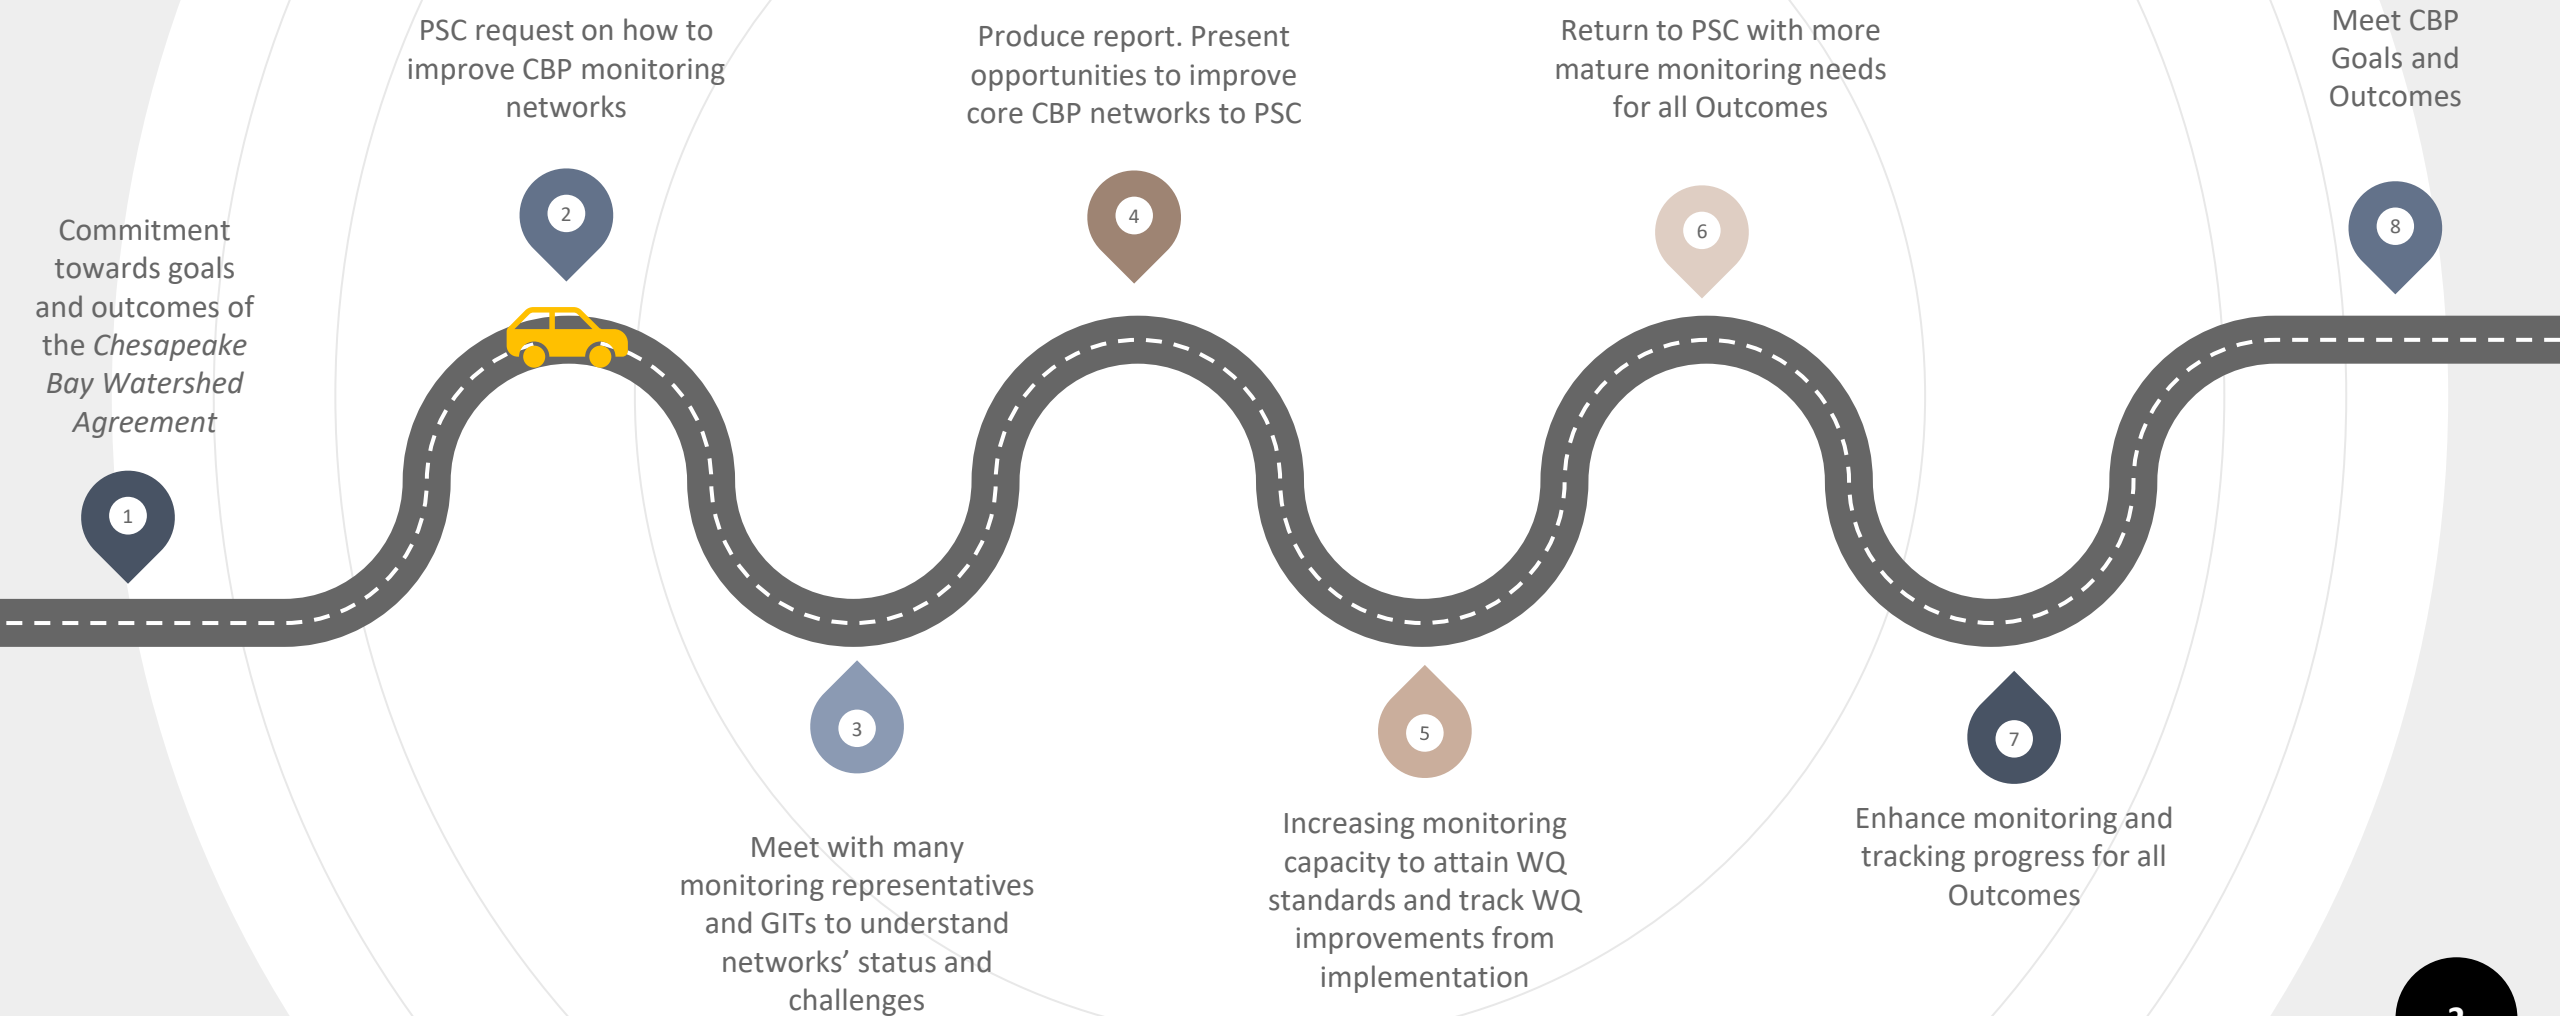 Commitment
towards goals
and outcomes of
the Chesapeake
Bay Watershed
Agreement
1
PSC request on how to
improve CBP monitoring
networks
2
3
Meet with many
monitoring representatives
and GITs to understand
networks’ status and
challenges
Produce report. Present
opportunities to improve
core CBP networks to PSC
4
5
Increasing monitoring
capacity to attain WQ
standards and track WQ
improvements from
implementation
Return to PSC with more
mature monitoring needs
for all Outcomes
6
7
Enhance monitoring and
tracking progress for all
Outcomes
Meet CBP
Goals and
Outcomes
8